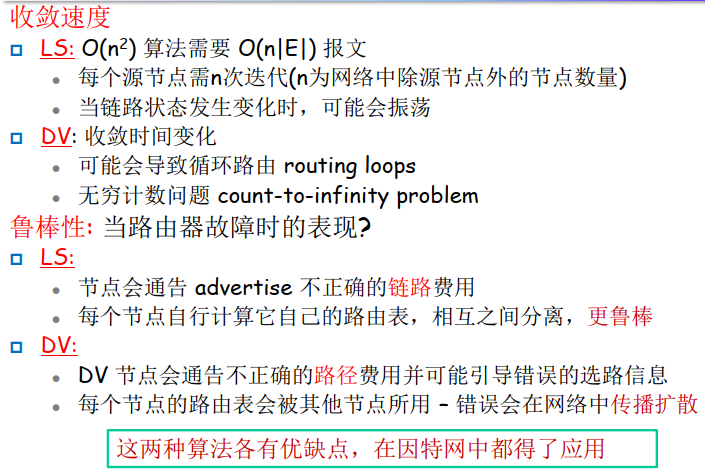 收敛速度
LS: O(n²) 算法需要 O(n|E|) 报文
每个源节点需n次迭代(n为网络中除源节点外的节点数量)
当链路状态发生变化时，可能会振荡
DV: 收敛时间变化
可能会导致循环路由 routing loops
无穷计数问题 count-to-infinity problem
鲁棒性: 当路由器故障时的表现?
LS:
节点会通告 advertise 不正确的链路费用
每个节点自行计算它自己的路由表，相互之间分离，更鲁棒
DV:
DV 节点会通告不正确的路径费用并可能引导错误的选路信息
每个节点的路由表会被其他节点所用 – 错误会在网络中传播扩散
这两种算法各有优缺点，在因特网中都得了应用